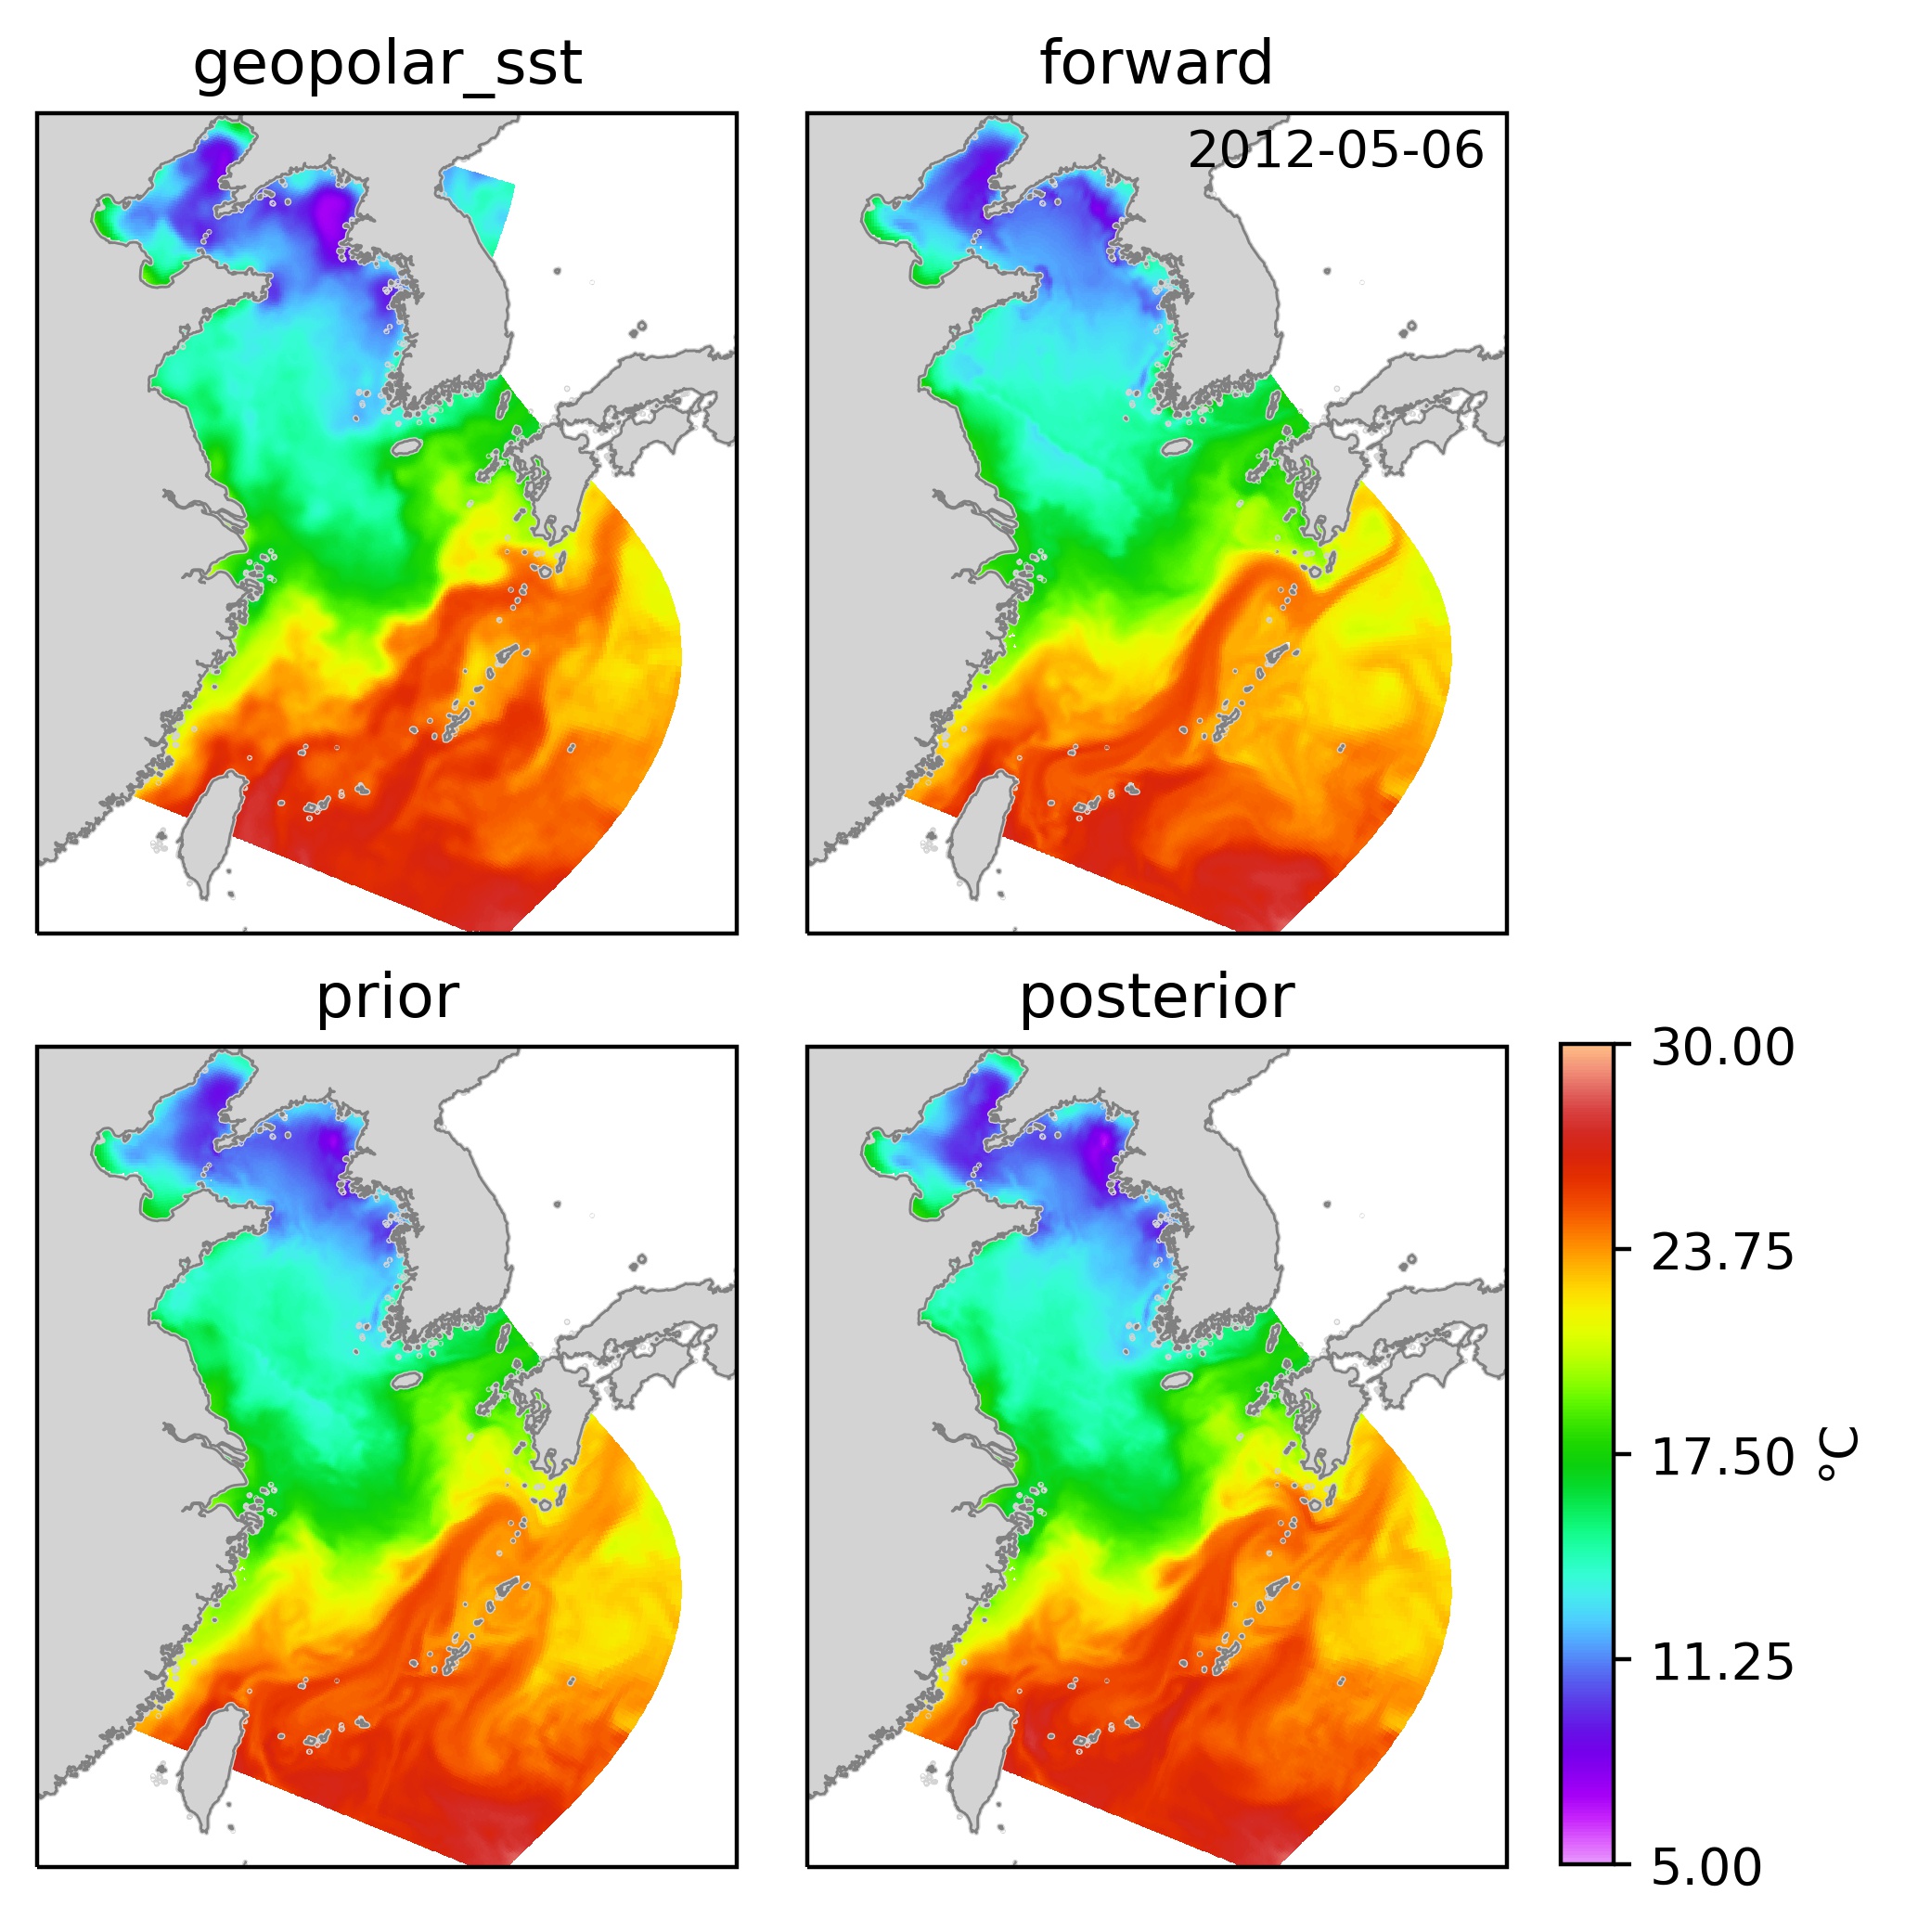 geopolar_sst
forward
2012-05-06
prior
posterior
30.00
23.75
17.50
11.25
5.00
°C